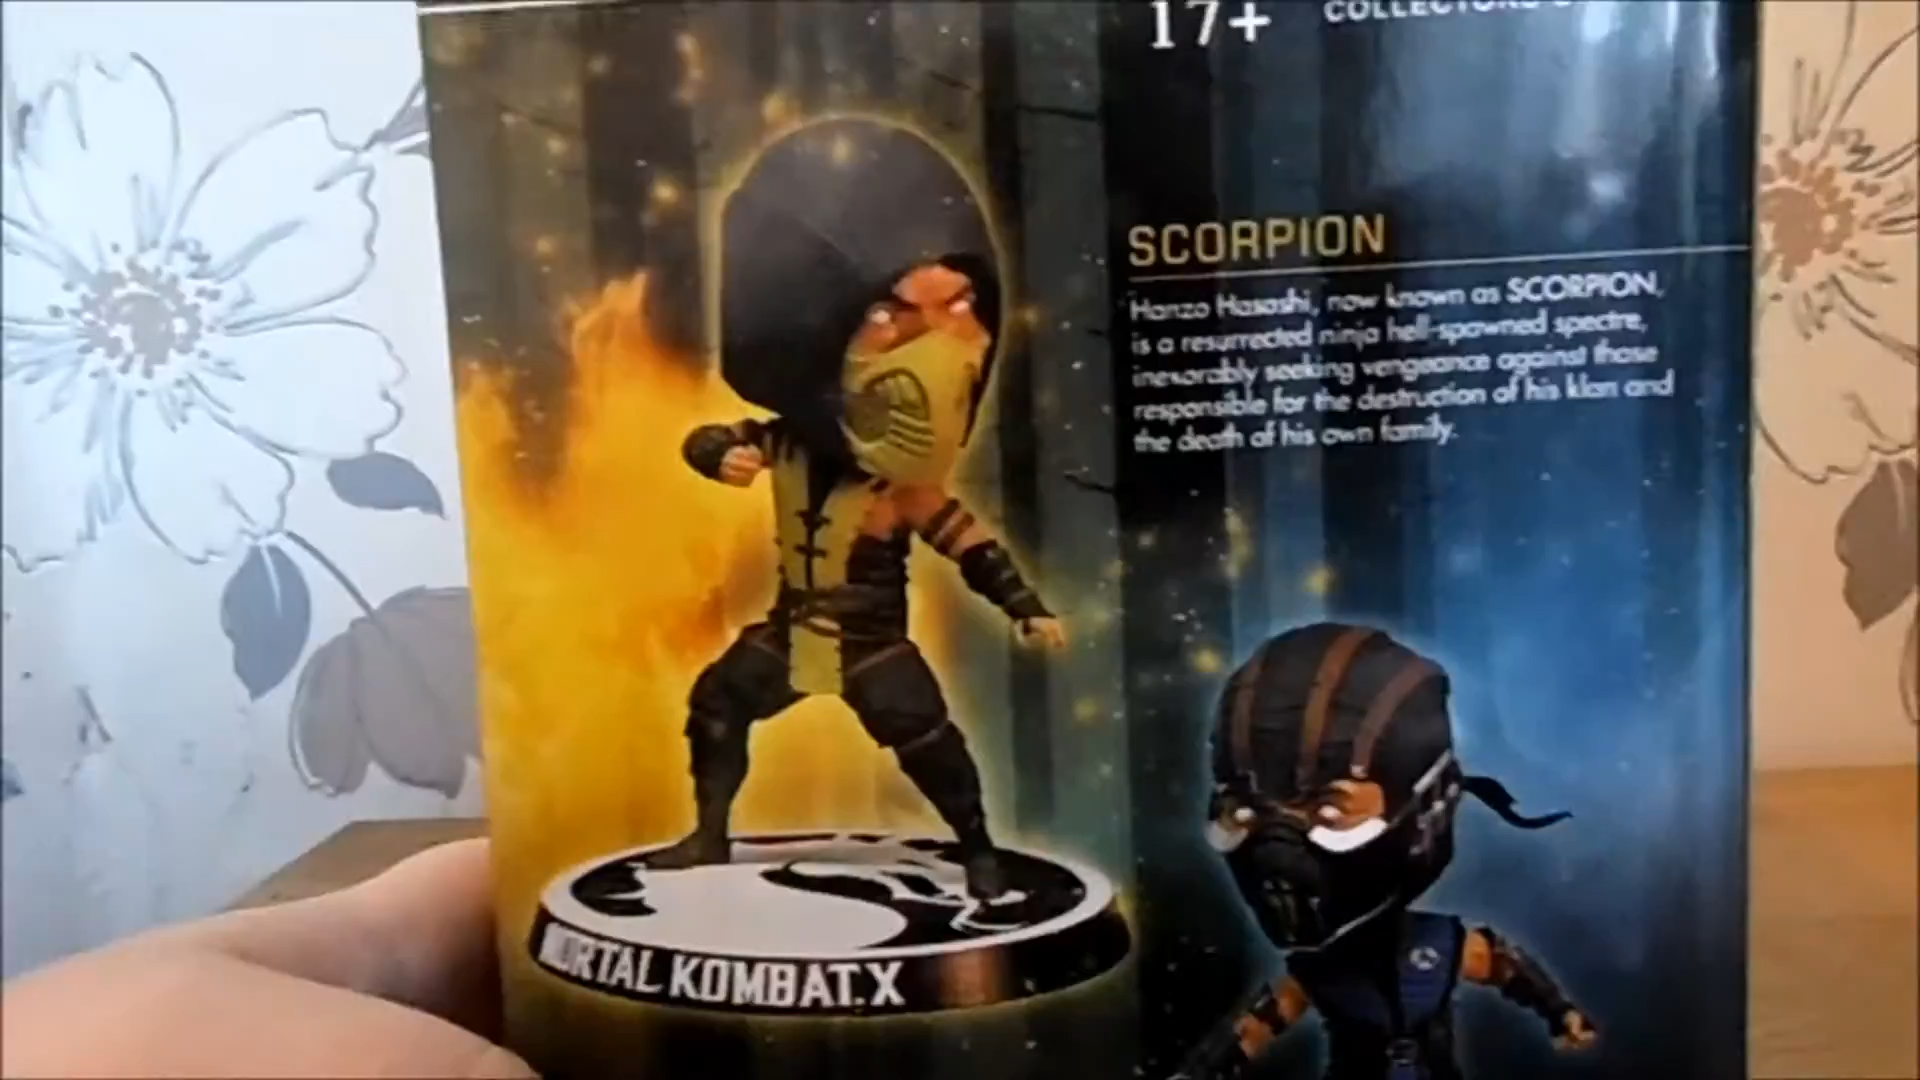 17+
SCORPION
Hanzo Hasashi, now known as SCORPION,
is a resurrected ninja hell-spawned spectre,
inexorably seeking vengeance against those
responsible for the destruction of his klan and
the death of his own family.
MORTAL KOMBAT X